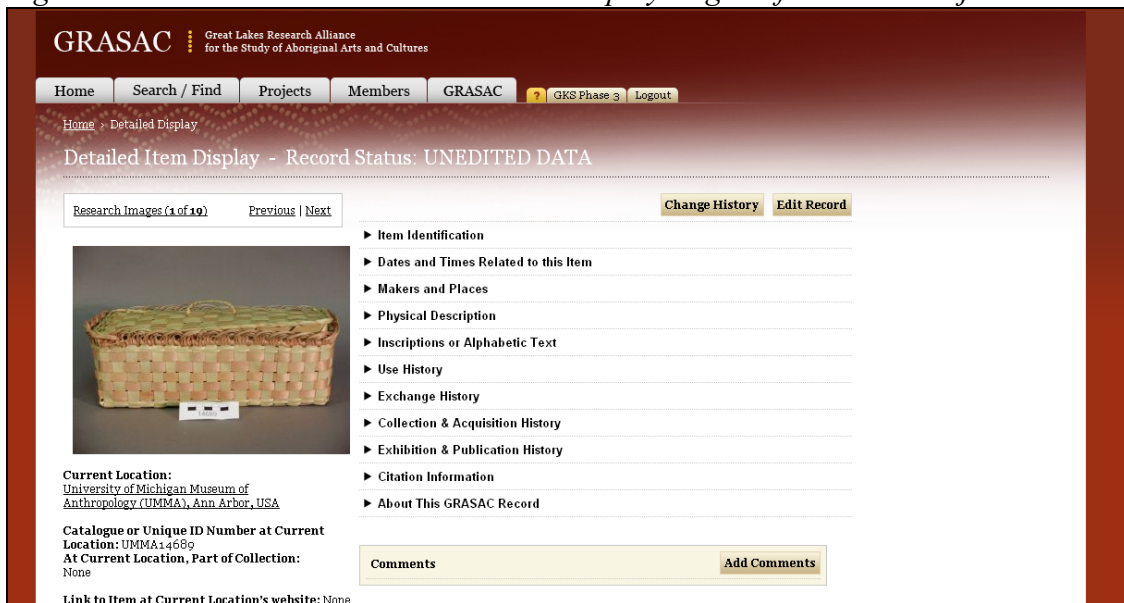 GRASAC
Great Lakes Research Alliance
for the Study of Aboriginal Arts and Cultures
Home Search / Find Projects Members GRASAC ? GKS Phase 3 Logout
Home > Detailed Display
Detailed Item Display - Record Status: UNEDITED DATA
Research Images (1 of 19) Previous | Next
Change History Edit Record
► Item Identification
► Dates and Times Related to this Item
► Makers and Places
► Physical Description
► Inscriptions or Alphabetic Text
► Use History
► Exchange History
► Collection & Acquisition History
► Exhibition & Publication History
► Citation Information
► About This GRASAC Record
14689
Current Location:
University of Michigan Museum of
Anthropology (UMMA), Ann Arbor, USA
Catalogue or Unique ID Number at Current
Location: UMMA14689
At Current Location, Part of Collection:
None
Link to Item at Current Location's website: None
Comments Add Comments